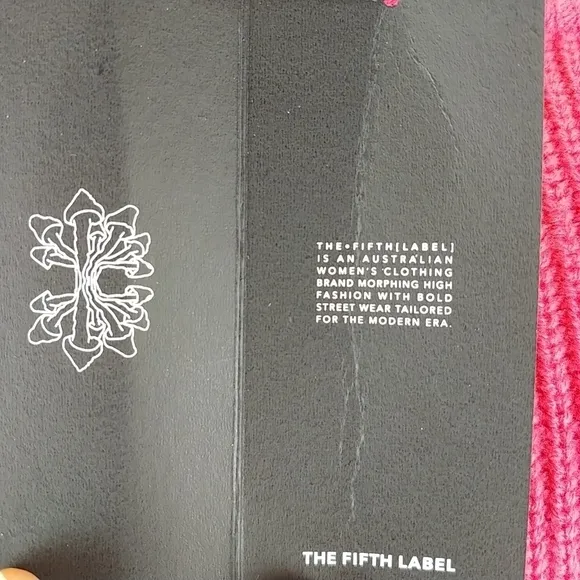 THE•FIFTH[LABEL]
IS AN AUSTRALIAN
WOMEN'S CLOTHING
BRAND MORPHING HIGH
FASHION WITH BOLD
STREET WEAR TAILORED
FOR THE MODERN ERA.
THE FIFTH LABEL